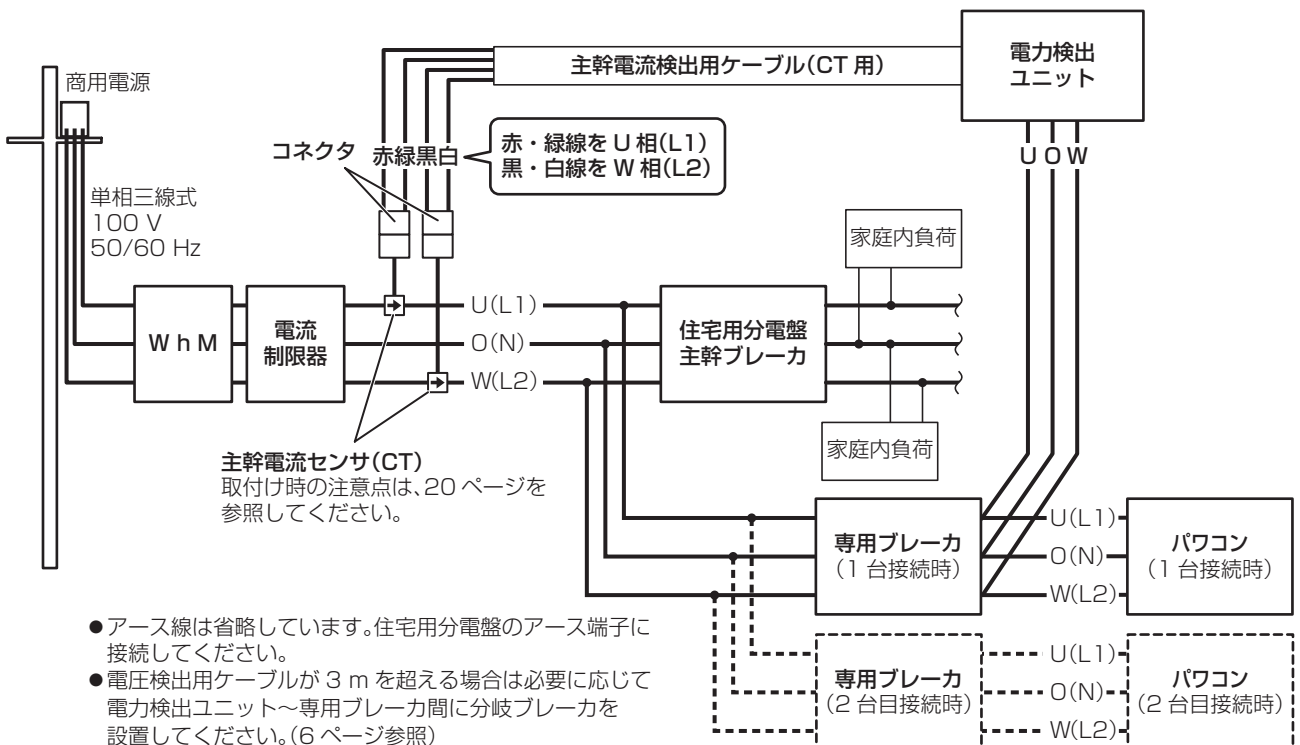 主幹電流検出用ケーブル(CT 用)
電力検出
ユニット
商用電源
コネクタ
赤緑黒白
赤・緑線を U 相(L1)
黒・白線を W 相(L2)
U O W
単相三線式
100 V
50/60 Hz
家庭内負荷
W h M
電流
制限器
U(L1)
O(N)
W(L2)
住宅用分電盤
主幹ブレーカ
家庭内負荷
主幹電流センサ(CT)
取付け時の注意点は、20 ページを
参照してください。
専用ブレーカ
(1 台接続時)
U(L1)
O(N)
W(L2)
パワコン
(1 台接続時)
●アース線は省略しています。住宅用分電盤のアース端子に
接続してください。
●電圧検出用ケーブルが 3 m を超える場合は必要に応じて
電力検出ユニット〜専用ブレーカ間に分岐ブレーカを
設置してください。(6 ページ参照)
専用ブレーカ
(2 台目接続時)
U(L1)
O(N)
W(L2)
パワコン
(2 台目接続時)